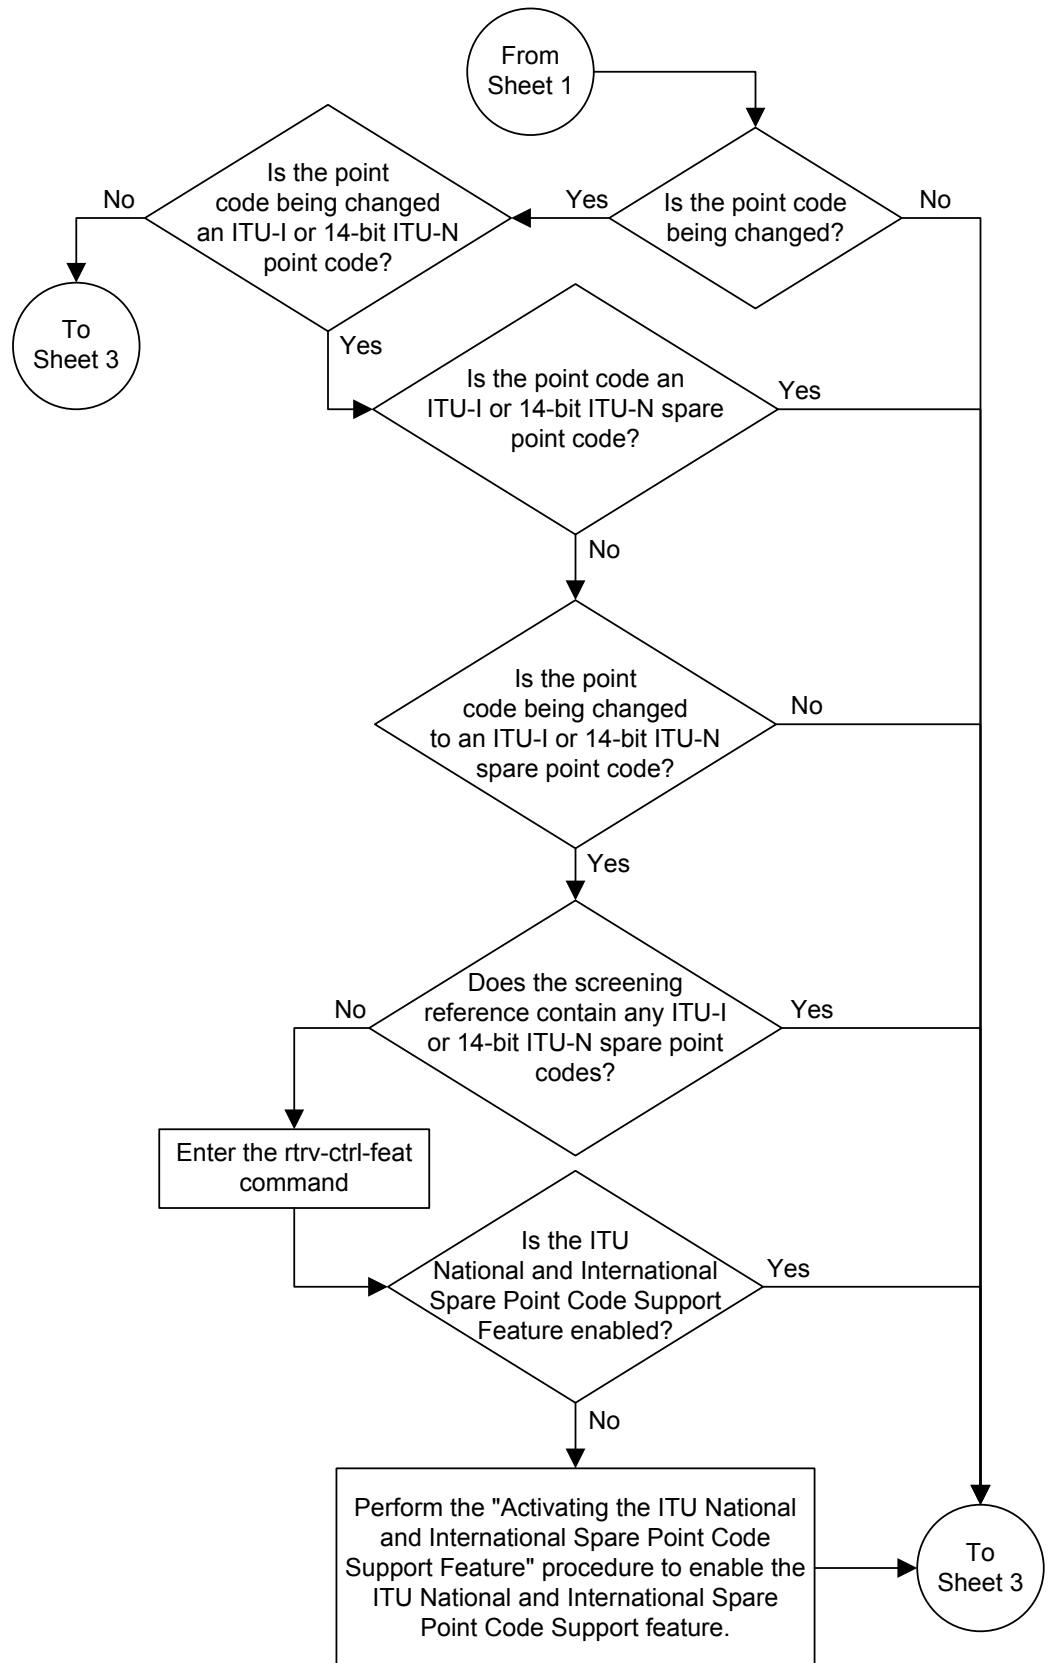 From
Sheet 1
Is the point code
being changed?
Yes
No
Is the point
code being changed
an ITU-I or 14-bit ITU-N
point code?
No
To
Sheet 3
Yes
Is the point code an
ITU-I or 14-bit ITU-N spare
point code?
Yes
No
Is the point
code being changed
to an ITU-I or 14-bit ITU-N
spare point code?
No
Yes
Does the screening
reference contain any ITU-I
or 14-bit ITU-N spare point
codes?
No
Yes
Enter the rtrv-ctrl-feat
command
Is the ITU
National and International
Spare Point Code Support
Feature enabled?
Yes
No
Perform the "Activating the ITU National
and International Spare Point Code
Support Feature" procedure to enable the
ITU National and International Spare
Point Code Support feature.
To
Sheet 3